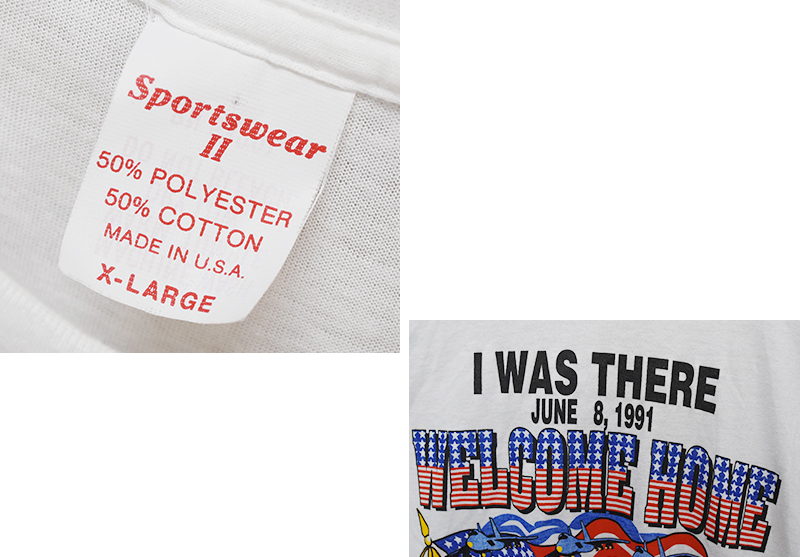 Sportswear
II
50% POLYESTER
50% COTTON
MADE IN U.S.A.
X-LARGE
I WAS THERE
JUNE 8, 1991
WELCOME HOME